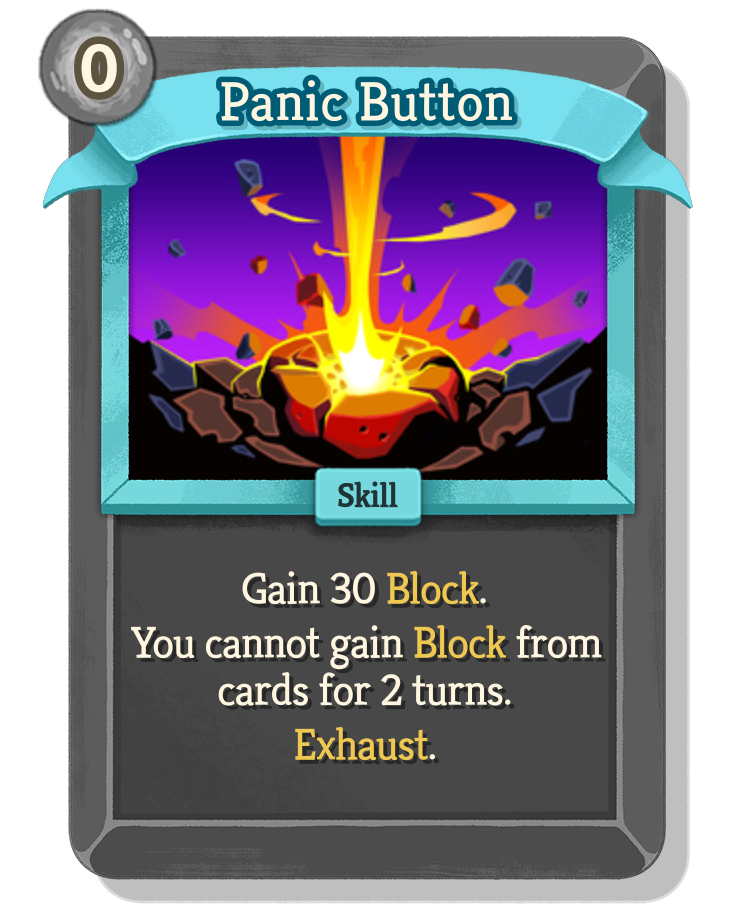 0
Panic Button
Skill
Gain 30 Block.
You cannot gain Block from
cards for 2 turns.
Exhaust.